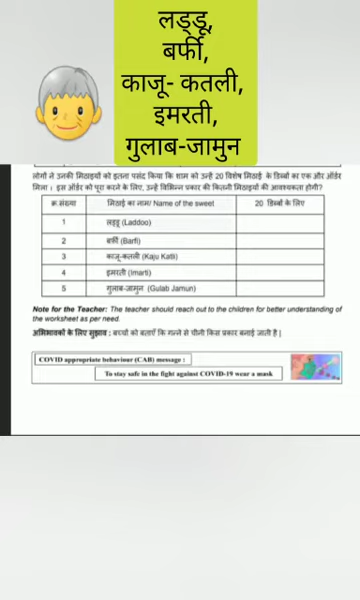 लड्डू,
बर्फी,
काजू- कतली,
इमरती,
गुलाब-जामुन
लोगों ने उनकी मिठाइयों को इतना पसंद किया कि शाम को उन्हे 20 विशेष मिठाई के डिब्बों का एक और ऑर्डर
मिला । इस ऑर्डर को पूरा करने के लिए, उन्हें विभिन्न प्रकार की कितनी मिठाइयों की आवश्यकता होगी?
क्र.संख्या मिठाई का नाम/ Name of the sweet 20 डिब्बों के लिए
1 लड्डू (Laddoo)
2 बर्फी (Barfi)
3 काजू-कतली (Kaju Katli)
4 इमरती (Imarti)
5 गुलाब-जामुन (Gulab Jamun)
Note for the Teacher: The teacher should reach out to the children for better understanding of
the worksheet as per need.
अभिभावकों के लिए सुझाव : बच्चों को बताएँ कि गन्ने से चीनी किस प्रकार बनाई जाती है |
COVID appropriate behaviour (CAB) message :
To stay safe in the fight against COVID-19 wear a mask